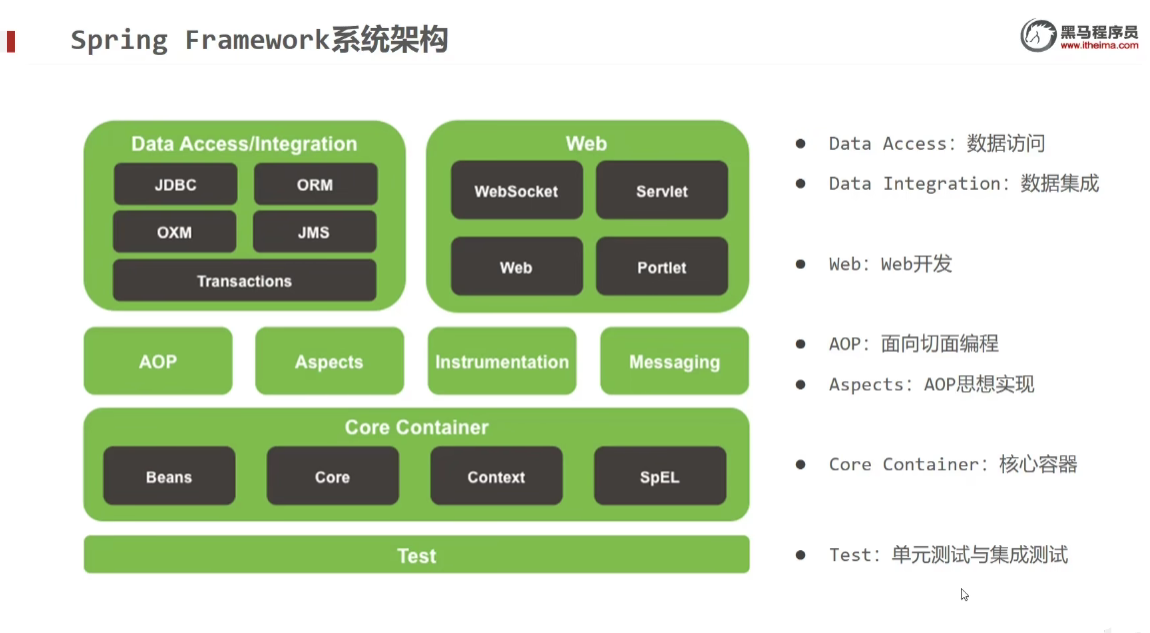 Spring Framework系统架构
黑马程序员
www.itheima.com
Data Access/Integration
JDBC
ORM
OXM
JMS
Transactions
Web
WebSocket
Servlet
Web
Portlet
AOP
Aspects
Instrumentation
Messaging
Core Container
Beans
Core
Context
SpEL
Test
Data Access：数据访问
Data Integration：数据集成
Web：Web开发
AOP：面向切面编程
Aspects：AOP思想实现
Core Container：核心容器
Test：单元测试与集成测试